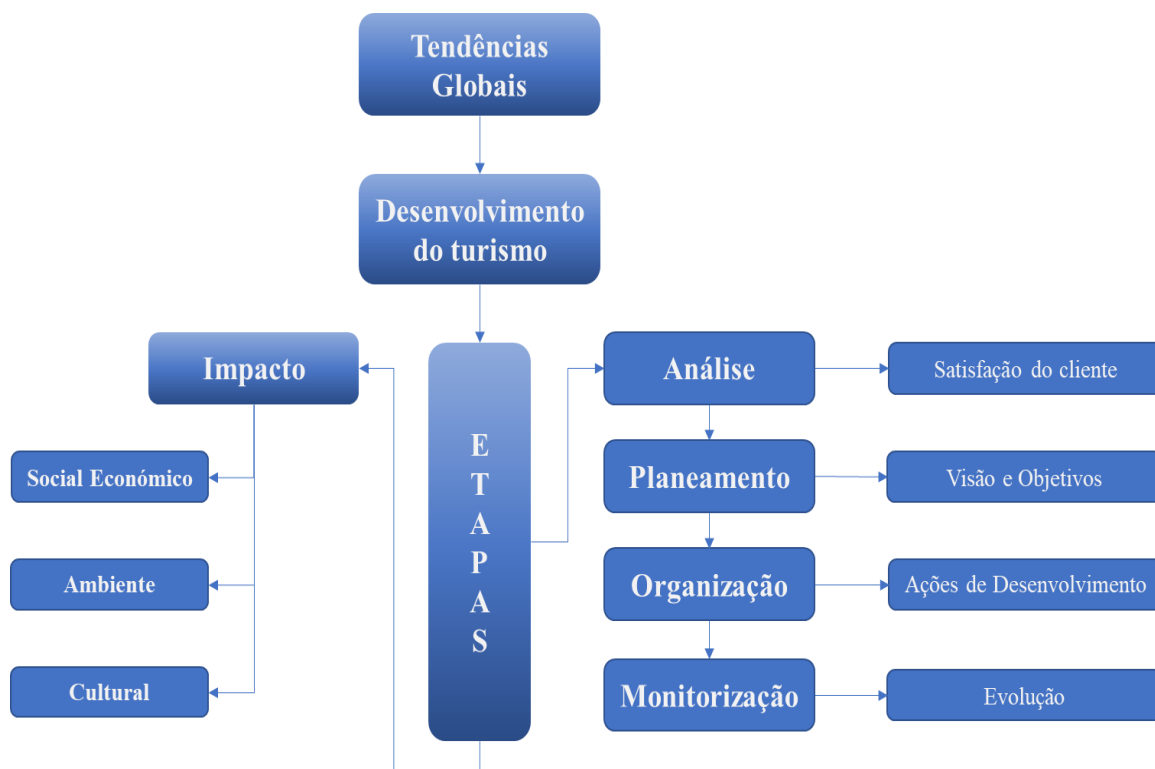 Tendências
Globais
Desenvolvimento
do turismo
Impacto
Social Económico
Ambiente
Cultural
E
T
A
P
A
S
Análise
Satisfação do cliente
Planeamento
Visão e Objetivos
Organização
Ações de Desenvolvimento
Monitorização
Evolução